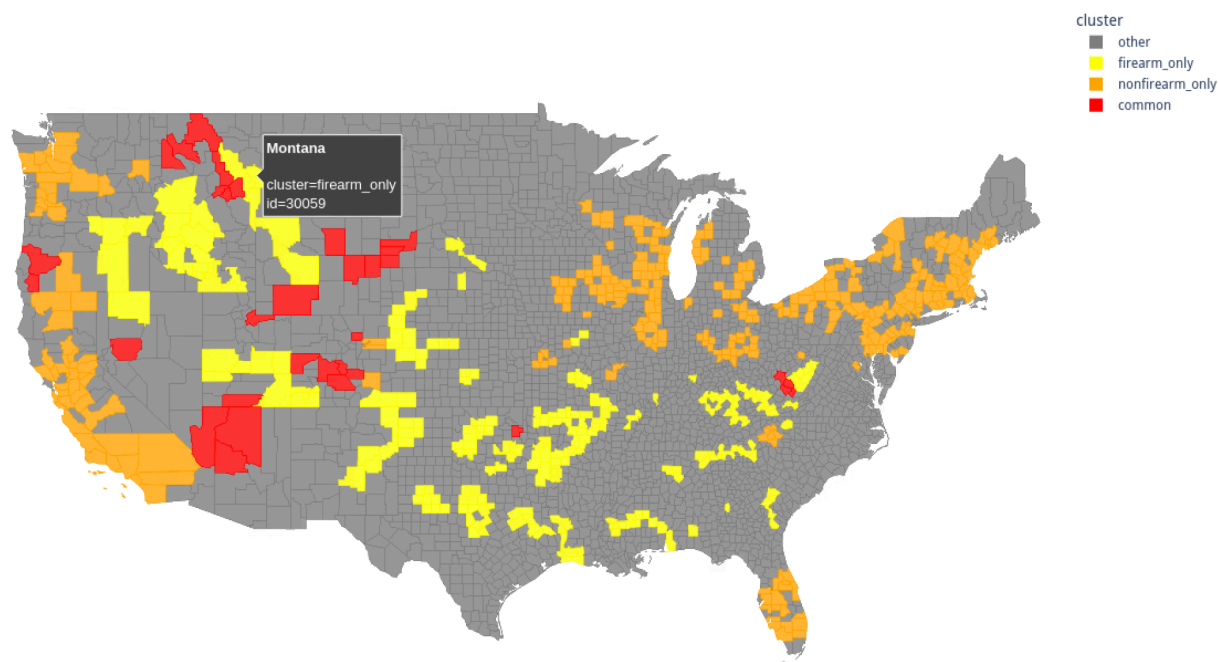 cluster
other
firearm_only
nonfirearm_only
common
Montana
cluster=firearm_only
id=30059